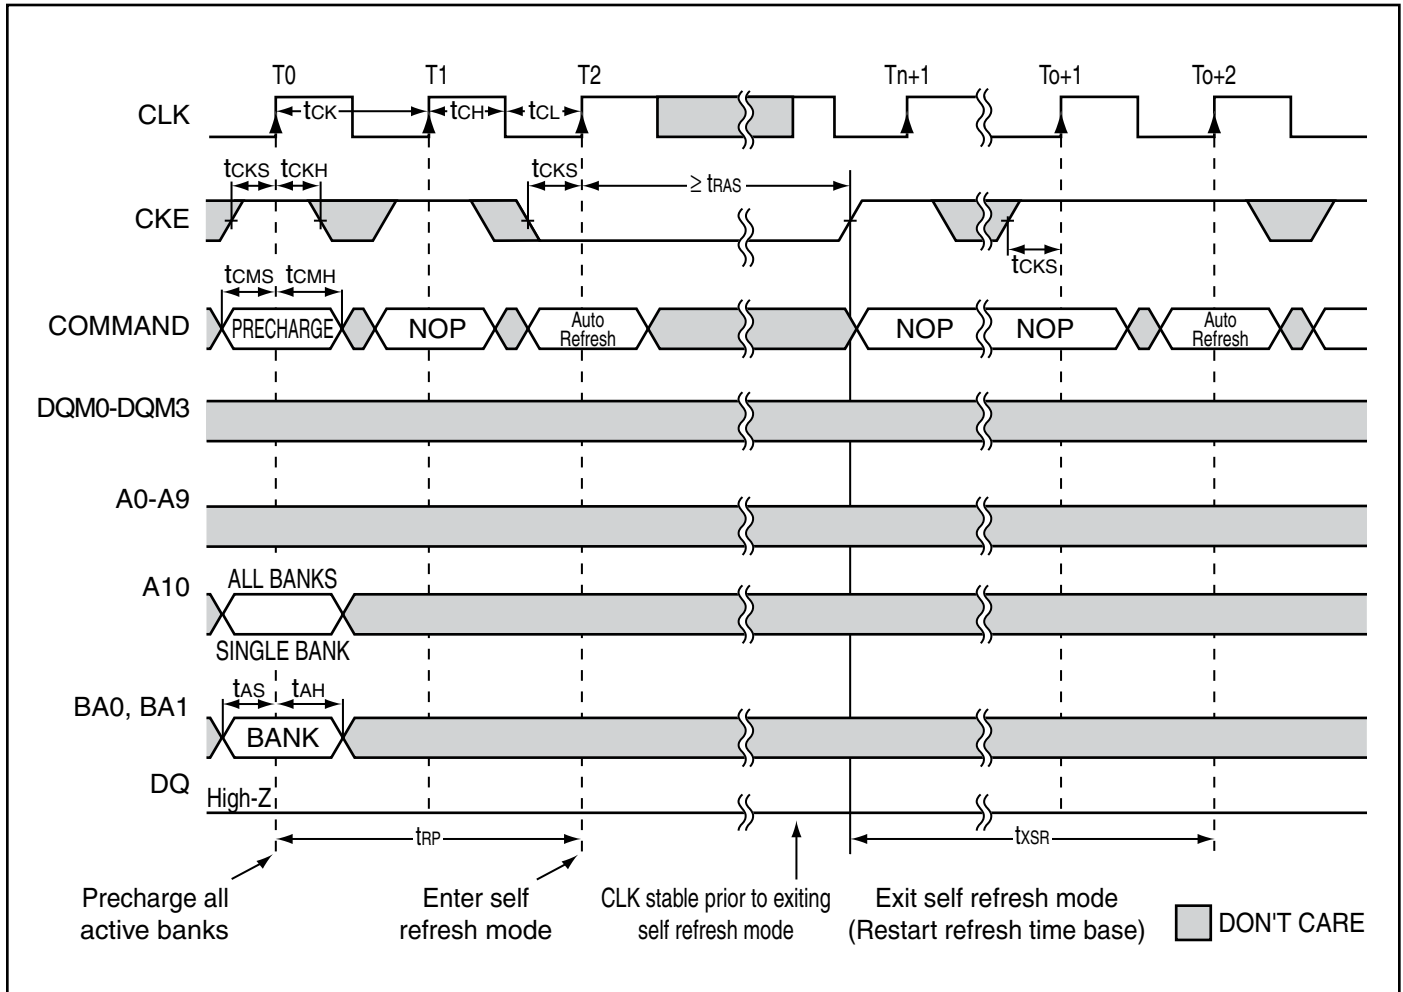 T0 T1 T2 Tn+1 To+1 To+2
CLK
tCK tCH tCL
tCKS tCKH tCKS ≥ tRAS
CKE
tCKS
tCMS tCMH
COMMAND PRECHARGE NOP Auto Refresh NOP NOP Auto Refresh
DQM0-DQM3
A0-A9
A10 ALL BANKS
SINGLE BANK
tAS tAH
BA0, BA1 BANK
DQ
High-Z
tRP tXSR
Precharge all
active banks
Enter self
refresh mode
CLK stable prior to exiting
self refresh mode
Exit self refresh mode
(Restart refresh time base)
DON'T CARE